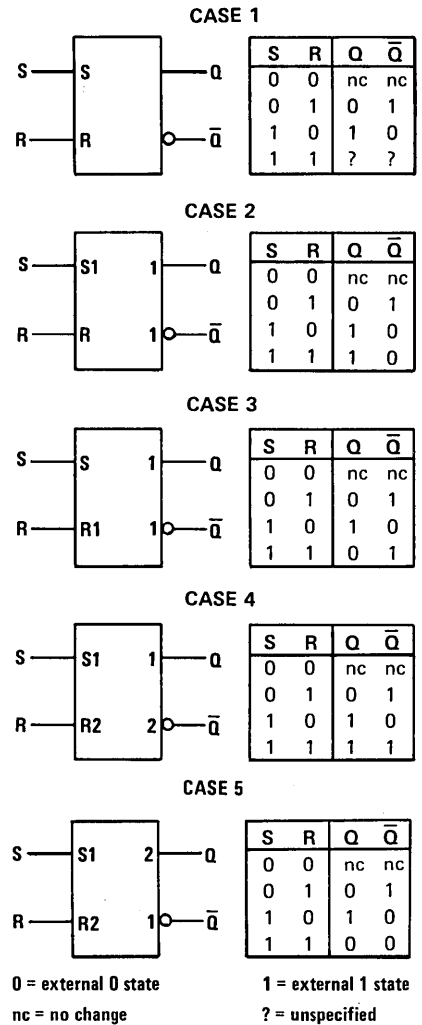 CASE 1
S S Q
R R Q̅
S R Q Q̅
0 0 nc nc
0 1 0 1
1 0 1 0
1 1 ? ?
CASE 2
S S1 1 Q
R R 1 Q̅
S R Q Q̅
0 0 nc nc
0 1 0 1
1 0 1 0
1 1 1 0
CASE 3
S S 1 Q
R R1 1 Q̅
S R Q Q̅
0 0 nc nc
0 1 0 1
1 0 1 0
1 1 0 1
CASE 4
S S1 1 Q
R R2 2 Q̅
S R Q Q̅
0 0 nc nc
0 1 0 1
1 0 1 0
1 1 1 1
CASE 5
S S1 2 Q
R R2 1 Q̅
S R Q Q̅
0 0 nc nc
0 1 0 1
1 0 1 0
1 1 0 0
0 = external 0 state 1 = external 1 state
nc = no change ? = unspecified